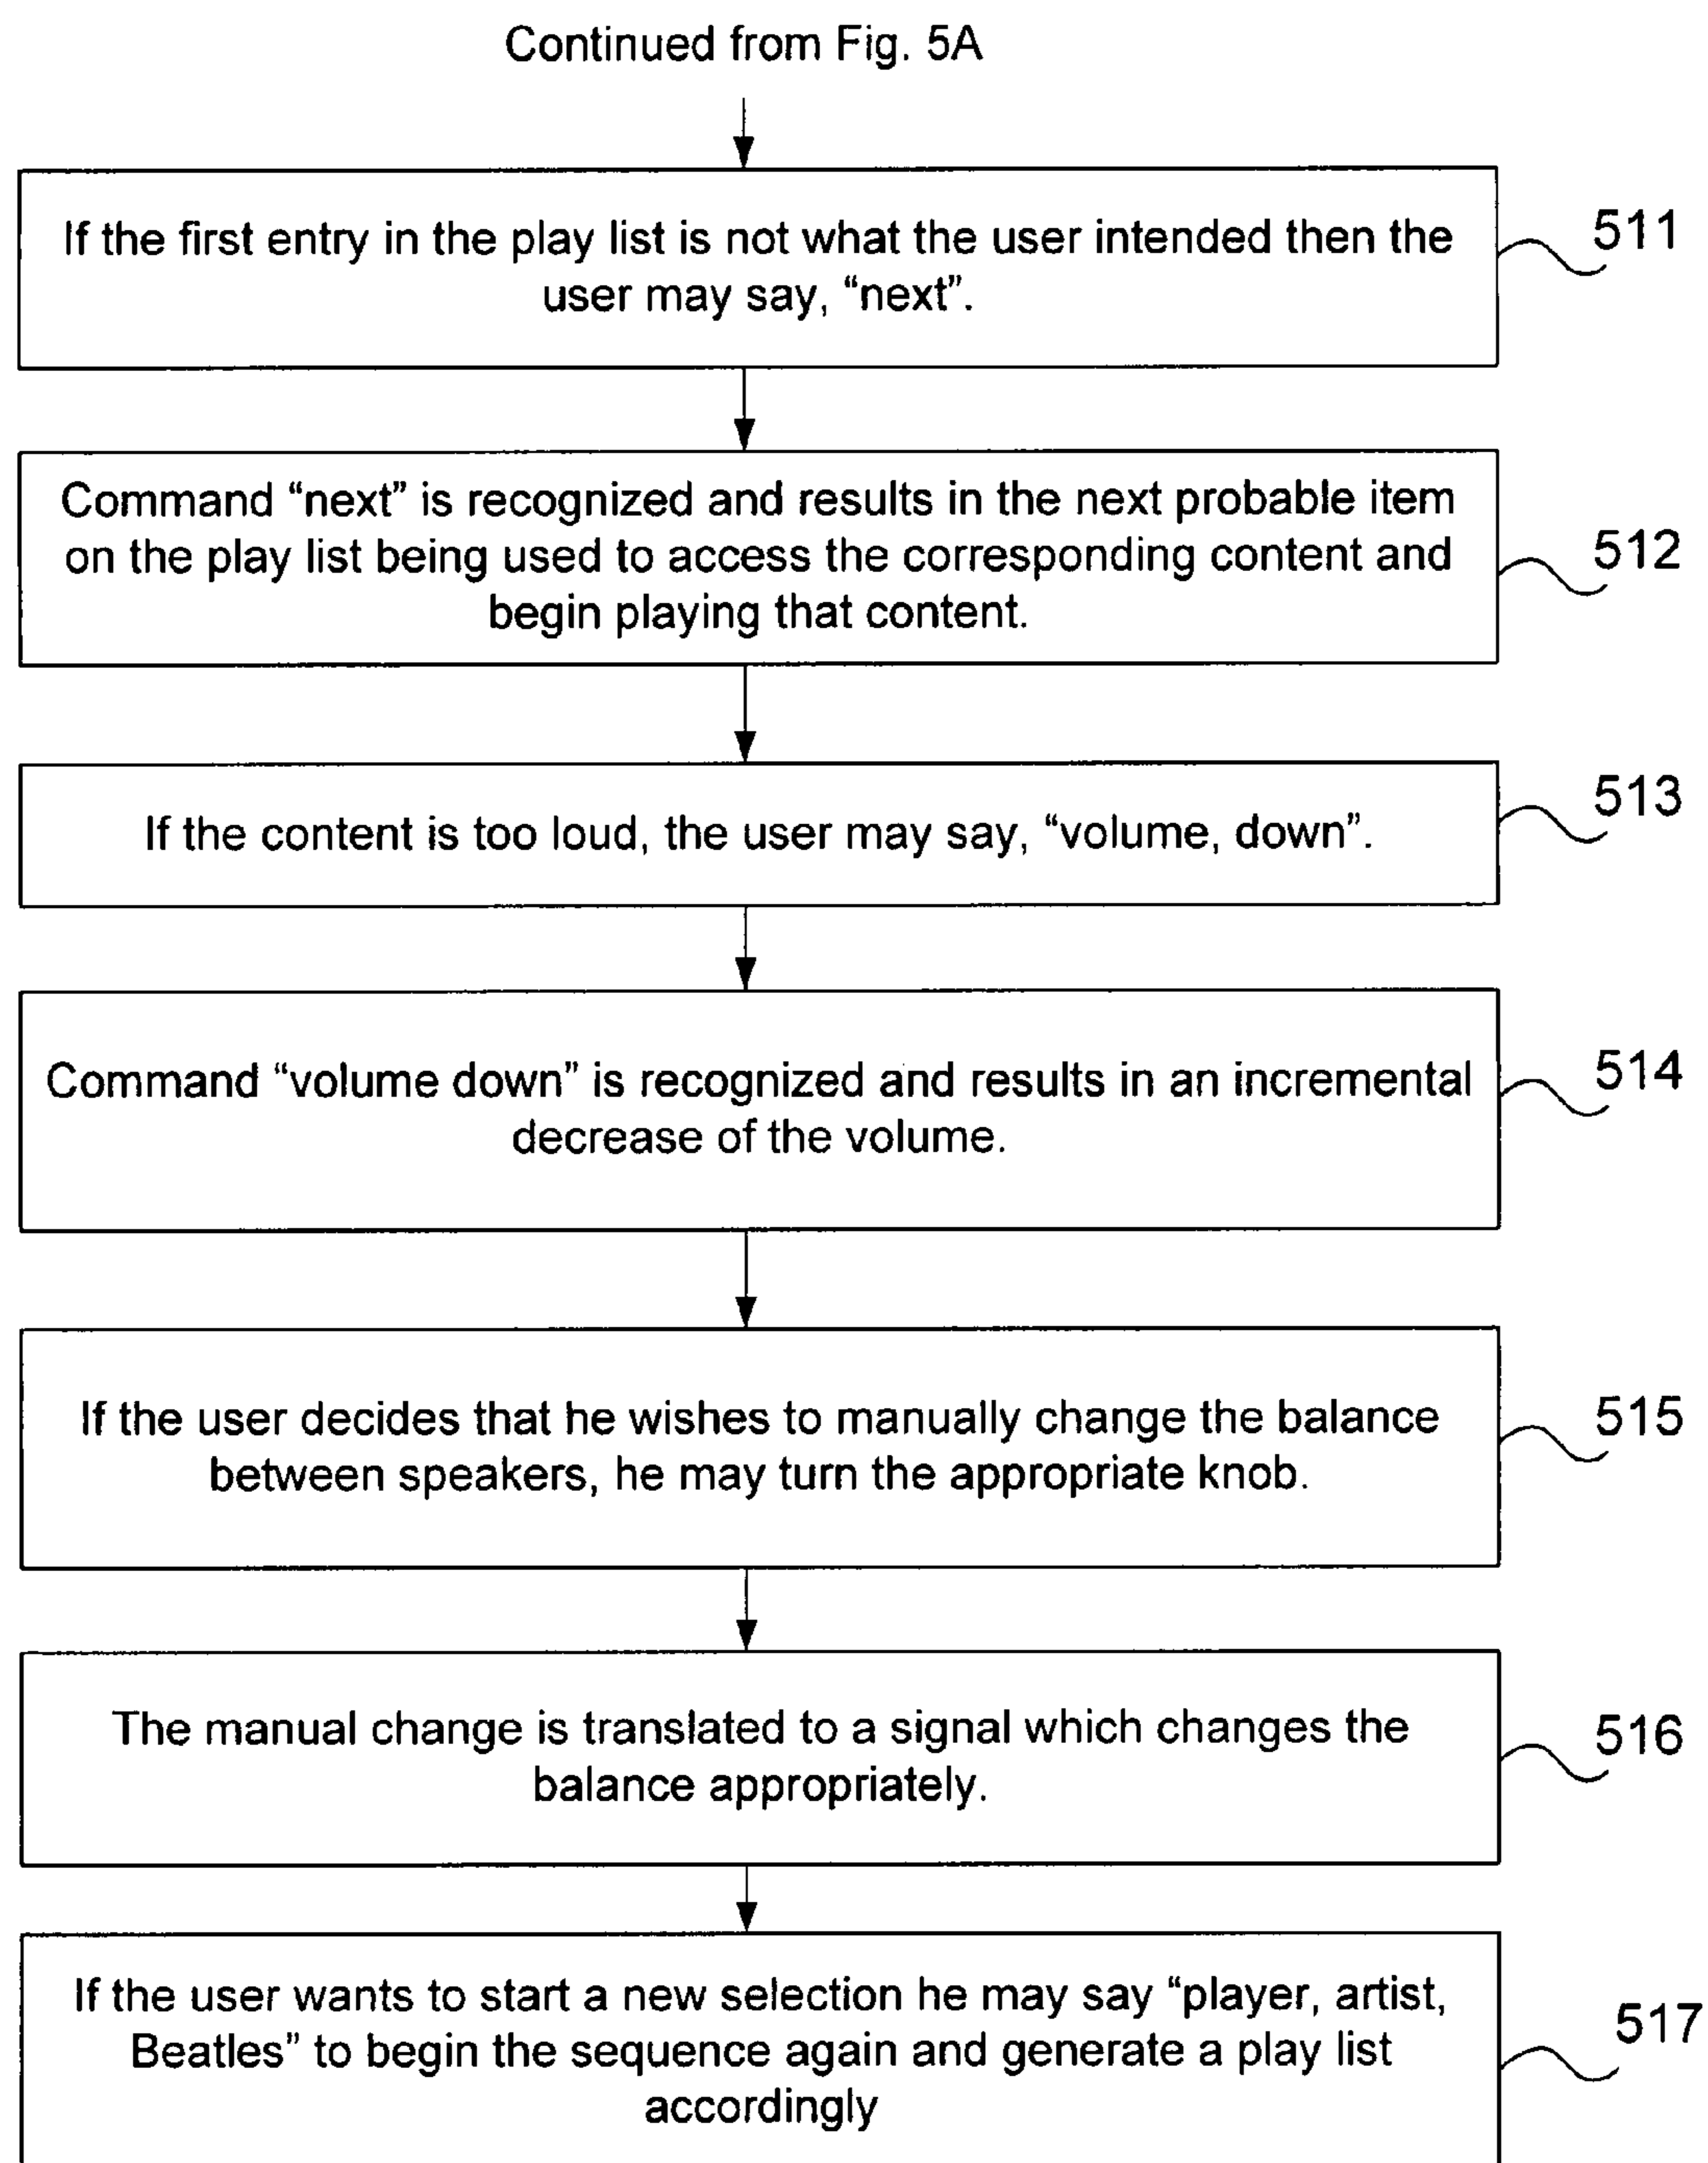 Continued from Fig. 5A
If the first entry in the play list is not what the user intended then the
user may say, “next”.
511
Command “next” is recognized and results in the next probable item
on the play list being used to access the corresponding content and
begin playing that content.
512
If the content is too loud, the user may say, “volume, down”.
513
Command “volume down” is recognized and results in an incremental
decrease of the volume.
514
If the user decides that he wishes to manually change the balance
between speakers, he may turn the appropriate knob.
515
The manual change is translated to a signal which changes the
balance appropriately.
516
If the user wants to start a new selection he may say “player, artist,
Beatles” to begin the sequence again and generate a play list
accordingly
517